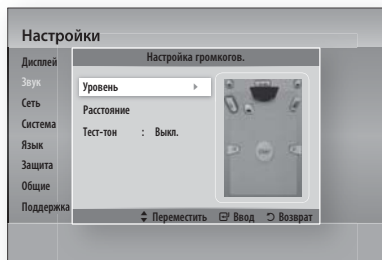 Настройки
Дисплей
Звук
Сеть
Система
Язык
Защита
Общие
Поддержка
Настройка громкогов.
Уровень
Расстояние
Тест-тон : Выкл.
Переместить Ввод Возврат